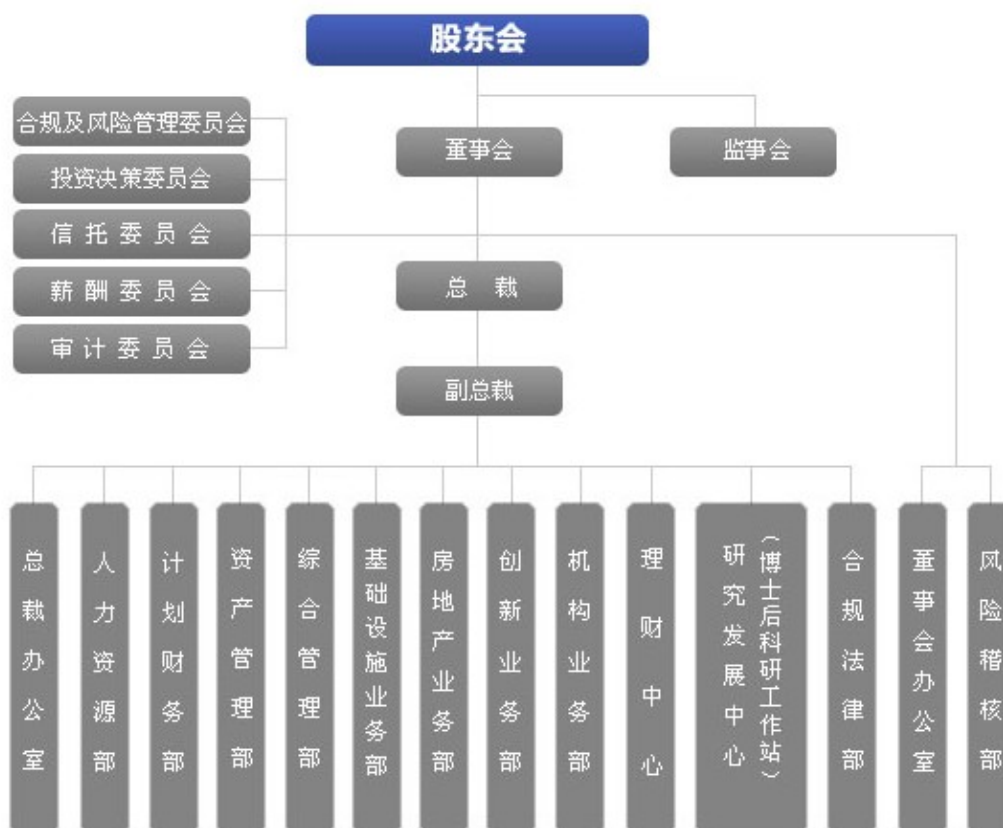 股东会
合规及风险管理委员会
投资决策委员会
信托委员会
薪酬委员会
审计委员会
董事会
监事会
总裁
副总裁
总裁办公室
人力资源部
计划财务部
资产管理部
综合管理部
基础设施业务部
房地产业务部
创新业务部
机构业务部
理财中心
研究发展中心
（博士后科研工作站）
合规法律部
董事会办公室
风险稽核部